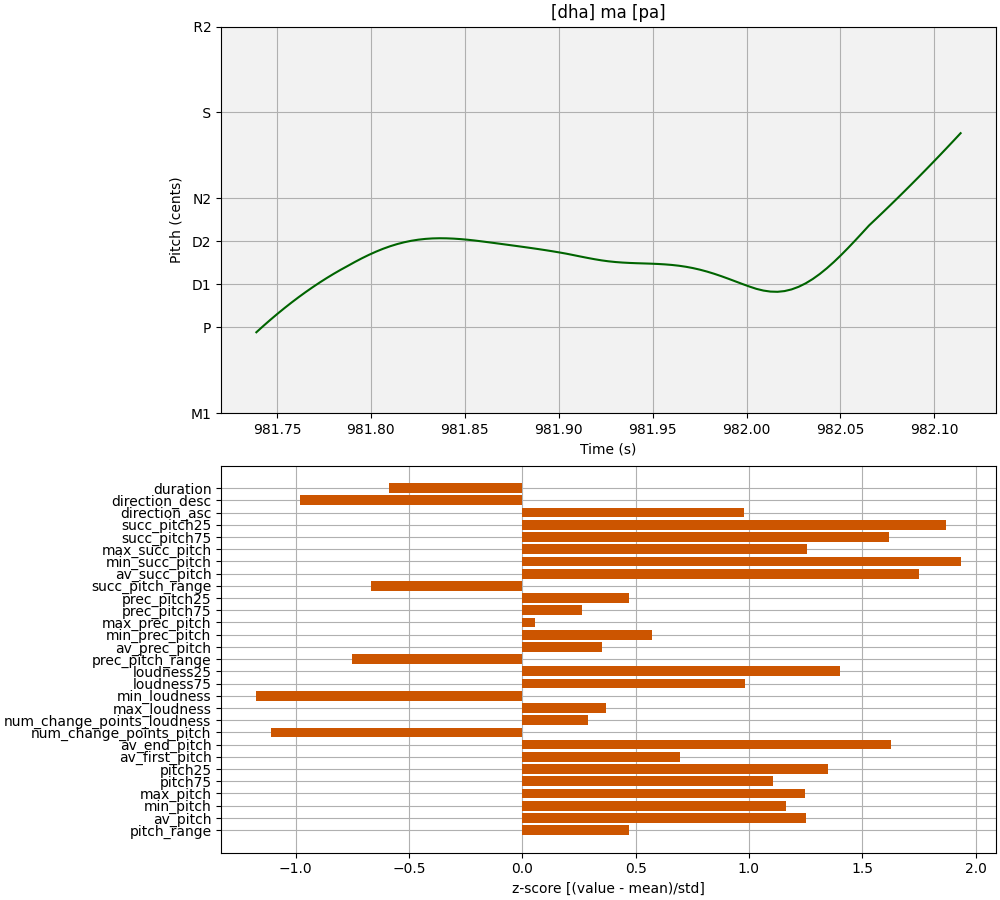 [dha] ma [pa]
R2
S
N2
D2
D1
P
M1
Pitch (cents)
981.75 981.80 981.85 981.90 981.95 982.00 982.05 982.10
Time (s)
duration
direction_desc
direction_asc
succ_pitch25
succ_pitch75
max_succ_pitch
min_succ_pitch
av_succ_pitch
succ_pitch_range
prec_pitch25
prec_pitch75
max_prec_pitch
min_prec_pitch
av_prec_pitch
prec_pitch_range
loudness25
loudness75
min_loudness
max_loudness
num_change_points_loudness
num_change_points_pitch
av_end_pitch
av_first_pitch
pitch25
pitch75
max_pitch
min_pitch
av_pitch
pitch_range
−1.0 −0.5 0.0 0.5 1.0 1.5 2.0
z-score [(value - mean)/std]